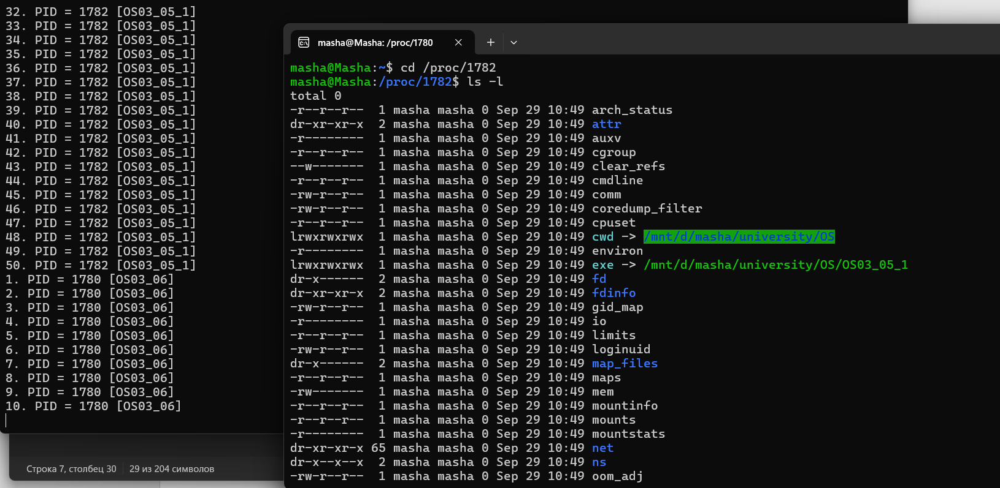 32. PID = 1782 [OS03_05_1]
33. PID = 1782 [OS03_05_1]
34. PID = 1782 [OS03_05_1]
35. PID = 1782 [OS03_05_1]
36. PID = 1782 [OS03_05_1]
37. PID = 1782 [OS03_05_1]
38. PID = 1782 [OS03_05_1]
39. PID = 1782 [OS03_05_1]
40. PID = 1782 [OS03_05_1]
41. PID = 1782 [OS03_05_1]
42. PID = 1782 [OS03_05_1]
43. PID = 1782 [OS03_05_1]
44. PID = 1782 [OS03_05_1]
45. PID = 1782 [OS03_05_1]
46. PID = 1782 [OS03_05_1]
47. PID = 1782 [OS03_05_1]
48. PID = 1782 [OS03_05_1]
49. PID = 1782 [OS03_05_1]
50. PID = 1782 [OS03_05_1]
1. PID = 1780 [OS03_06]
2. PID = 1780 [OS03_06]
3. PID = 1780 [OS03_06]
4. PID = 1780 [OS03_06]
5. PID = 1780 [OS03_06]
6. PID = 1780 [OS03_06]
7. PID = 1780 [OS03_06]
8. PID = 1780 [OS03_06]
9. PID = 1780 [OS03_06]
10. PID = 1780 [OS03_06]
Строка 7, столбец 30 29 из 204 символов
masha@Masha: /proc/1780
masha@Masha:~$ cd /proc/1782
masha@Masha:/proc/1782$ ls -l
total 0
-r--r--r-- 1 masha masha 0 Sep 29 10:49 arch_status
dr-xr-xr-x 2 masha masha 0 Sep 29 10:49 attr
-r-------- 1 masha masha 0 Sep 29 10:49 auxv
-r--r--r-- 1 masha masha 0 Sep 29 10:49 cgroup
--w------- 1 masha masha 0 Sep 29 10:49 clear_refs
-r--r--r-- 1 masha masha 0 Sep 29 10:49 cmdline
-rw-r--r-- 1 masha masha 0 Sep 29 10:49 comm
-rw-r--r-- 1 masha masha 0 Sep 29 10:49 coredump_filter
-r--r--r-- 1 masha masha 0 Sep 29 10:49 cpuset
lrwxrwxrwx 1 masha masha 0 Sep 29 10:49 cwd -> /mnt/d/masha/university/OS
-r-------- 1 masha masha 0 Sep 29 10:49 environ
lrwxrwxrwx 1 masha masha 0 Sep 29 10:49 exe -> /mnt/d/masha/university/OS/OS03_05_1
dr-x------ 2 masha masha 0 Sep 29 10:49 fd
dr-xr-xr-x 2 masha masha 0 Sep 29 10:49 fdinfo
-rw-r--r-- 1 masha masha 0 Sep 29 10:49 gid_map
-r-------- 1 masha masha 0 Sep 29 10:49 io
-r--r--r-- 1 masha masha 0 Sep 29 10:49 limits
-rw-r--r-- 1 masha masha 0 Sep 29 10:49 loginuid
dr-x------ 2 masha masha 0 Sep 29 10:49 map_files
-r--r--r-- 1 masha masha 0 Sep 29 10:49 maps
-rw------- 1 masha masha 0 Sep 29 10:49 mem
-r--r--r-- 1 masha masha 0 Sep 29 10:49 mountinfo
-r--r--r-- 1 masha masha 0 Sep 29 10:49 mounts
-r-------- 1 masha masha 0 Sep 29 10:49 mountstats
dr-xr-xr-x 65 masha masha 0 Sep 29 10:49 net
dr-x--x--x 2 masha masha 0 Sep 29 10:49 ns
-rw-r--r-- 1 masha masha 0 Sep 29 10:49 oom_adj